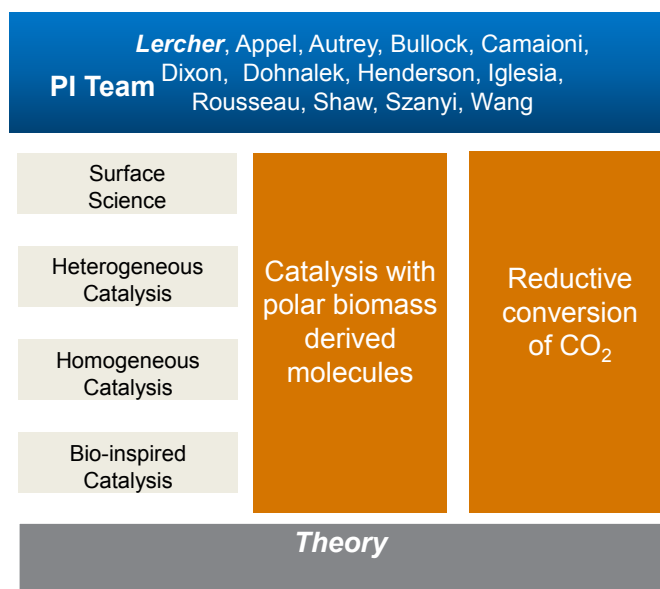 Lercher, Appel, Autrey, Bullock, Camaioni,
PI Team Dixon, Dohnalek, Henderson, Iglesia,
Rousseau, Shaw, Szanyi, Wang
Surface
Science
Heterogeneous
Catalysis
Homogeneous
Catalysis
Bio-inspired
Catalysis
Catalysis with
polar biomass
derived
molecules
Reductive
conversion
of CO₂
Theory